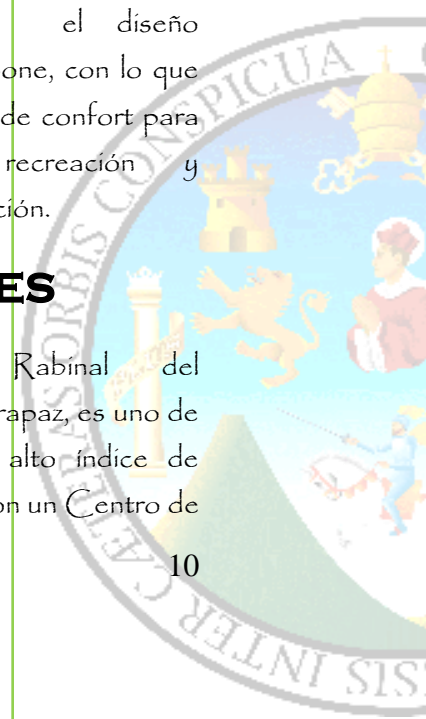 el diseño
one, con lo que
de confort para
recreación y
ción.
ES
Rabinal del
rapaz, es uno de
alto índice de
on un Centro de
10
CÆTERAS ORBIS CONSPICUA
INTER